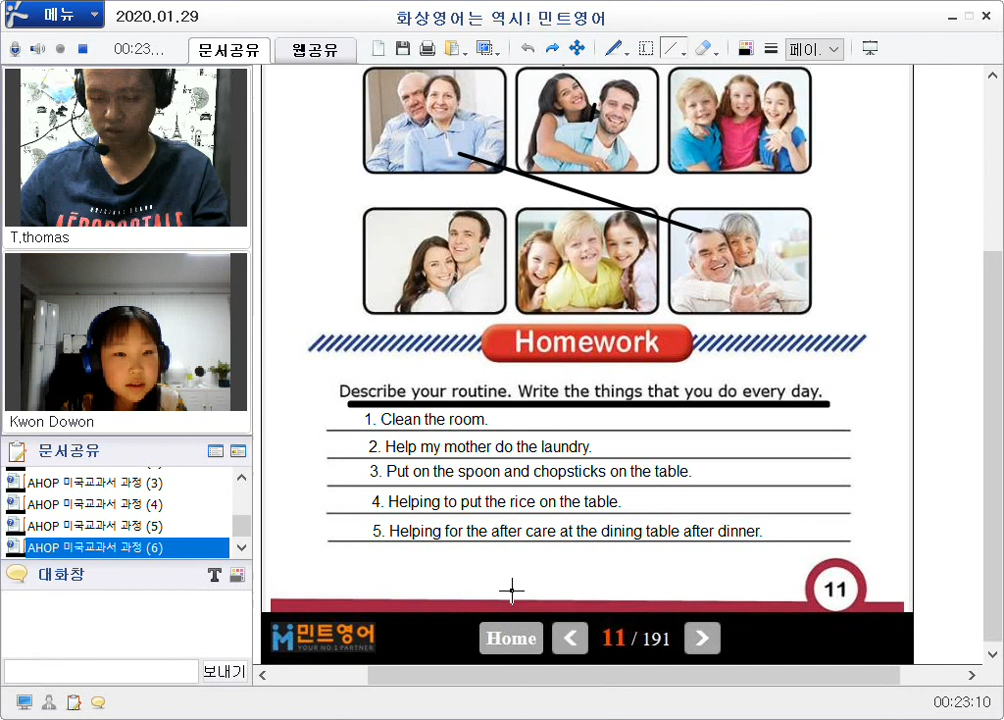 메뉴
2020.01.29
화상영어는 역시! 민트영어
00:23...
문서공유
웹공유
페이.
T.thomas
Kwon Dowon
문서공유
AHOP 미국교과서 과정 (3)
AHOP 미국교과서 과정 (4)
AHOP 미국교과서 과정 (5)
AHOP 미국교과서 과정 (6)
대화창
보내기
Homework
Describe your routine. Write the things that you do every day.
1. Clean the room.
2. Help my mother do the laundry.
3. Put on the spoon and chopsticks on the table.
4. Helping to put the rice on the table.
5. Helping for the after care at the dining table after dinner.
11
민트영어
YOUR NO.1 PARTNER
Home
11 / 191
00:23:10